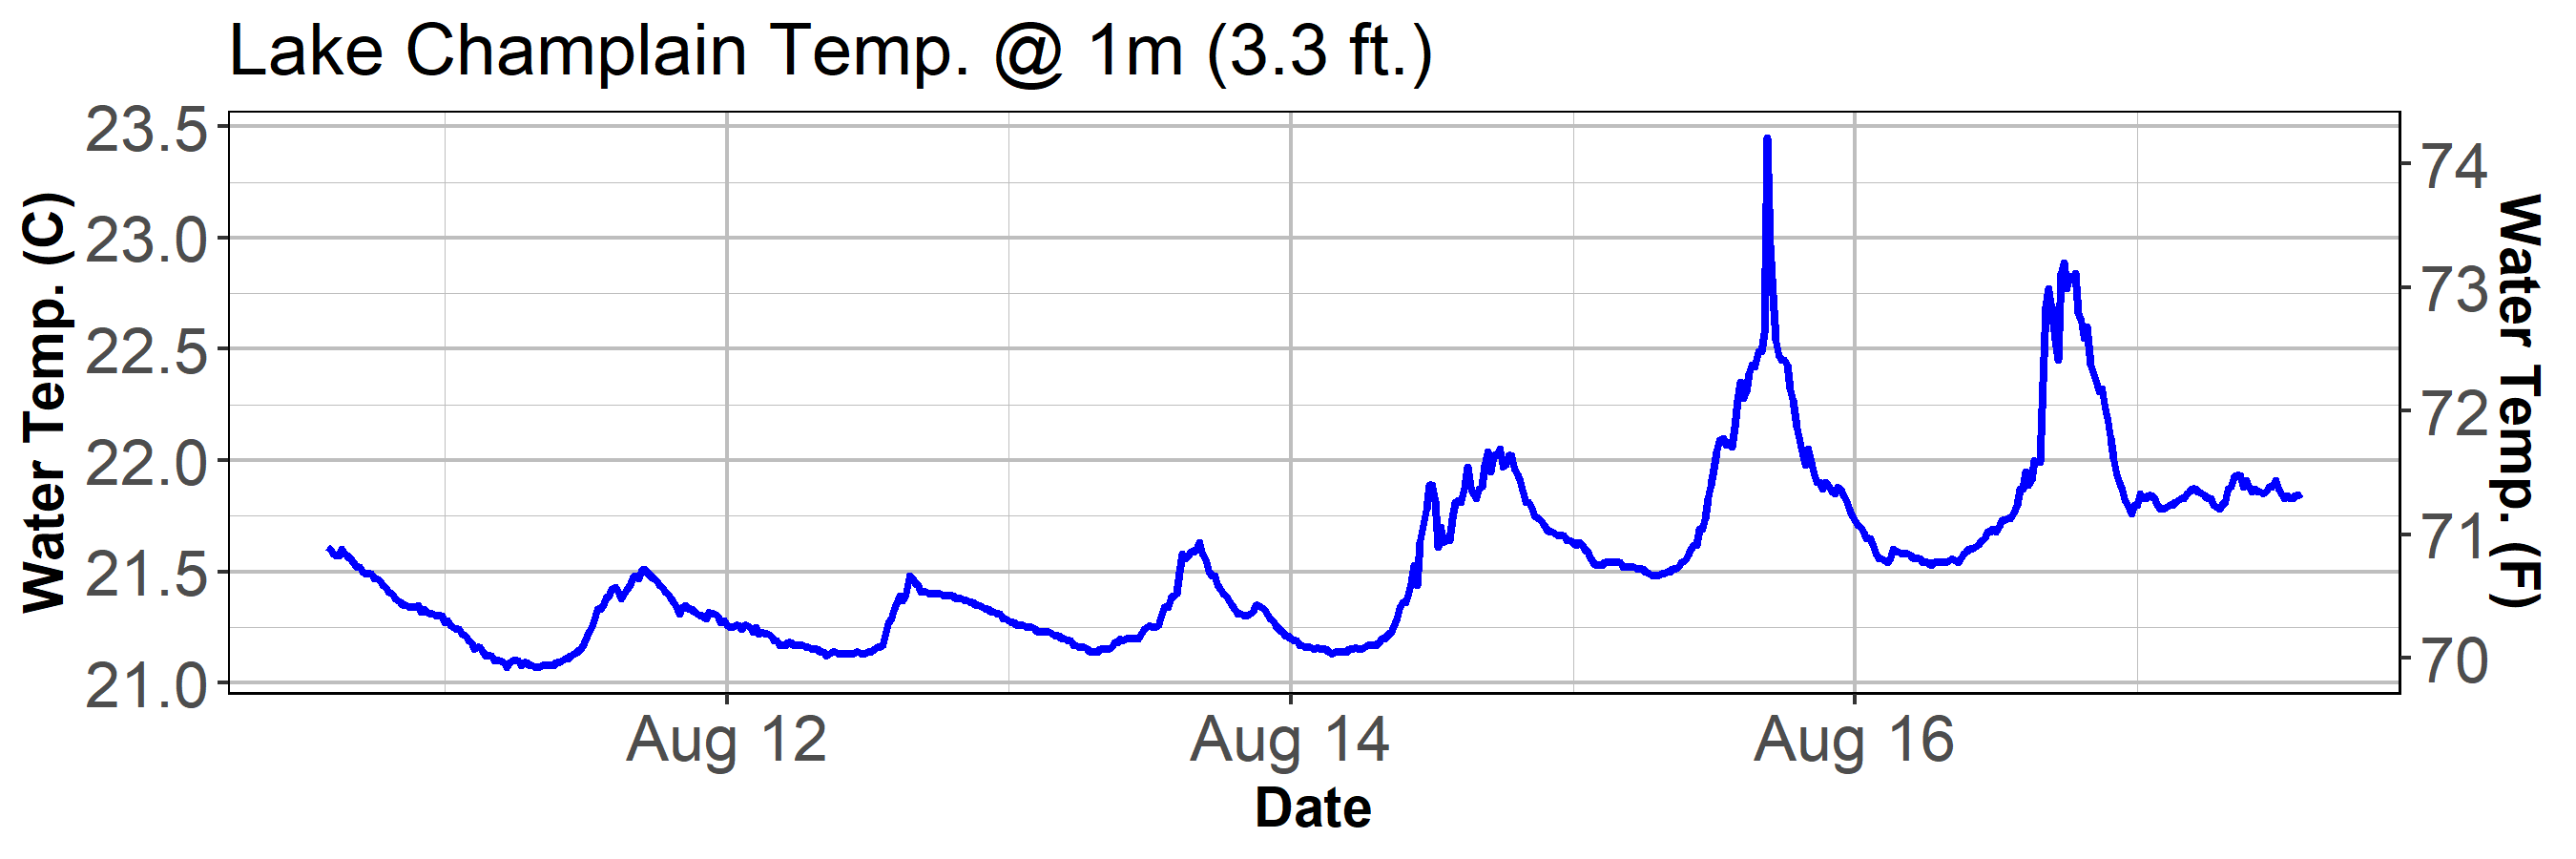 Lake Champlain Temp. @ 1m (3.3 ft.)
Water Temp. (C)
23.5
23.0
22.5
22.0
21.5
21.0
74
73
72
71
70
Water Temp. (F)
Aug 12
Aug 14
Aug 16
Date